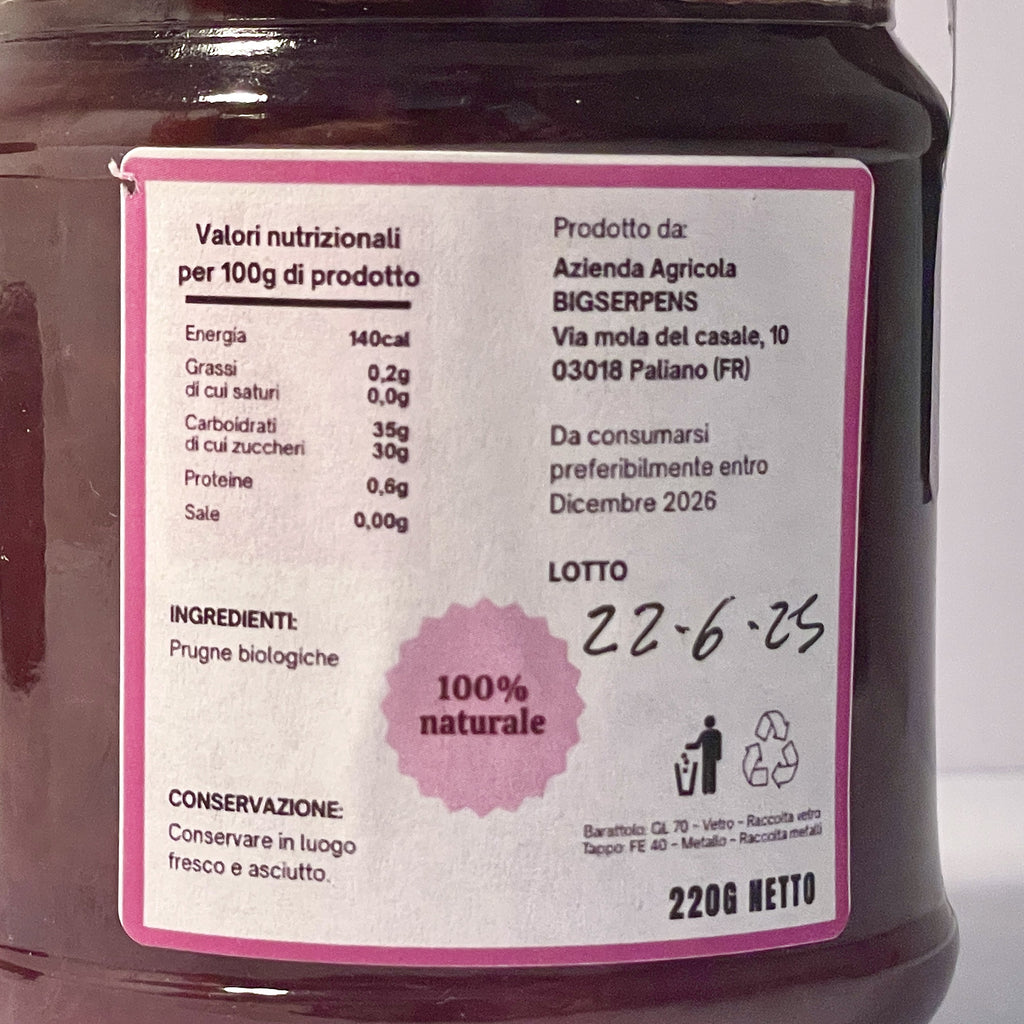 Valori nutrizionali
per 100g di prodotto
Energia 140cal
Grassi 0,2g
di cui saturi 0,0g
Carboidrati 35g
di cui zuccheri 30g
Proteine 0,6g
Sale 0,00g
INGREDIENTI:
Prugne biologiche
CONSERVAZIONE:
Conservare in luogo
fresco e asciutto.
100%
naturale
Prodotto da:
Azienda Agricola
BIGSERPENS
Via mola del casale, 10
03018 Paliano (FR)
Da consumarsi
preferibilmente entro
Dicembre 2026
LOTTO
22-6-25
Barattolo: GL 70 - Vetro - Raccolta vetro
Tappo: FE 40 - Metallo - Raccolta metalli
220G NETTO